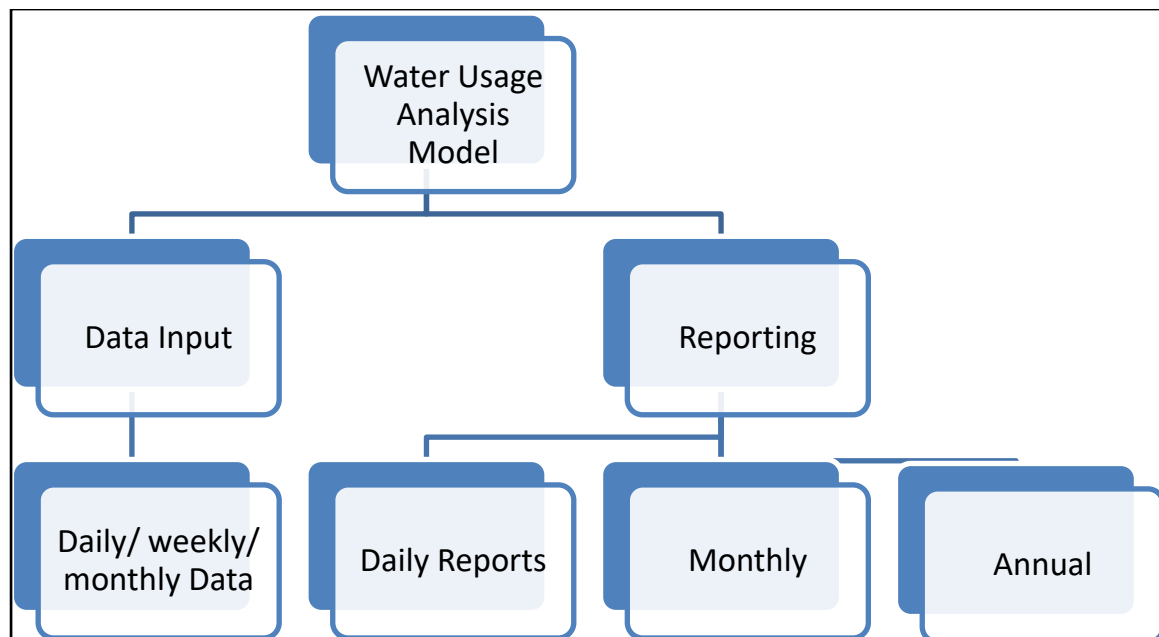 Water Usage
Analysis
Model
Data Input
Reporting
Daily/ weekly/
monthly Data
Daily Reports
Monthly
Annual